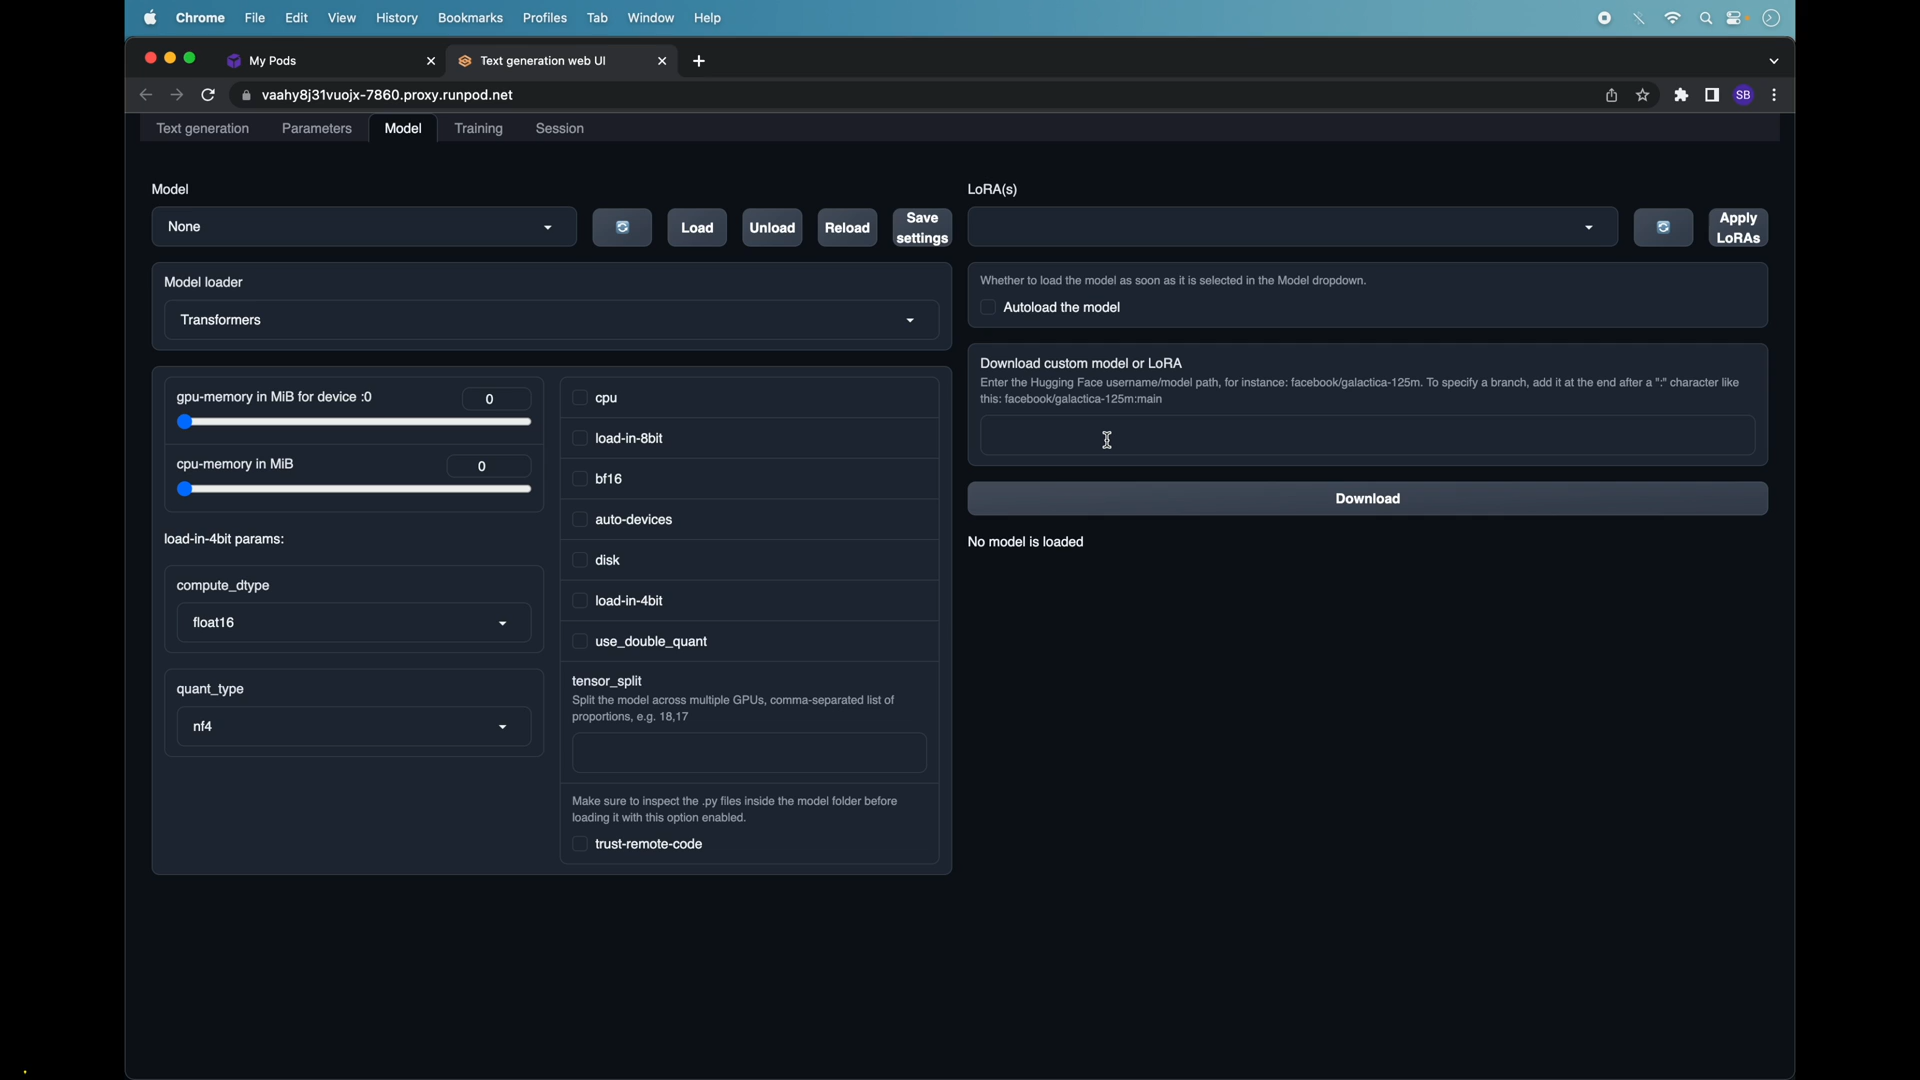 Chrome File Edit View History Bookmarks Profiles Tab Window Help
My Pods
Text generation web UI
vaahy8j31vuojx-7860.proxy.runpod.net
SB
Text generation Parameters Model Training Session
Model
None
Load
Unload
Reload
Save
settings
LoRA(s)
Apply
LoRAs
Model loader
Transformers
Whether to load the model as soon as it is selected in the Model dropdown.
Autoload the model
Download custom model or LoRA
Enter the Hugging Face username/model path, for instance: facebook/galactica-125m. To specify a branch, add it at the end after a ":" character like
this: facebook/galactica-125m:main
Download
No model is loaded
gpu-memory in MiB for device :0
0
cpu-memory in MiB
0
load-in-4bit params:
compute_dtype
float16
quant_type
nf4
cpu
load-in-8bit
bf16
auto-devices
disk
load-in-4bit
use_double_quant
tensor_split
Split the model across multiple GPUs, comma-separated list of
proportions, e.g. 18,17
Make sure to inspect the .py files inside the model folder before
loading it with this option enabled.
trust-remote-code